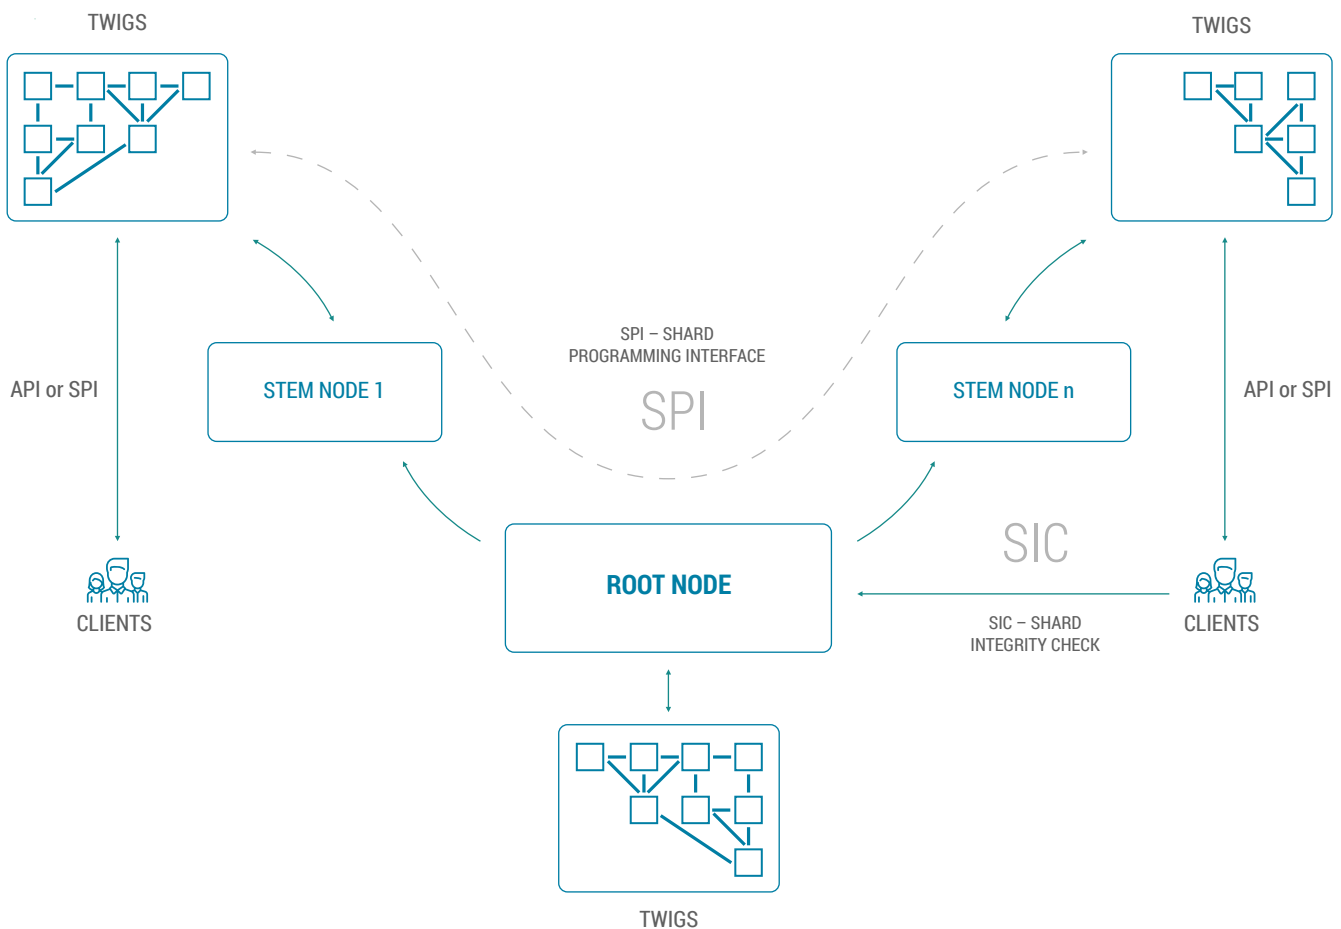 TWIGS
TWIGS
SPI – SHARD
PROGRAMMING INTERFACE
SPI
API or SPI
STEM NODE 1
STEM NODE n
API or SPI
SIC
ROOT NODE
CLIENTS
SIC – SHARD
INTEGRITY CHECK
CLIENTS
TWIGS